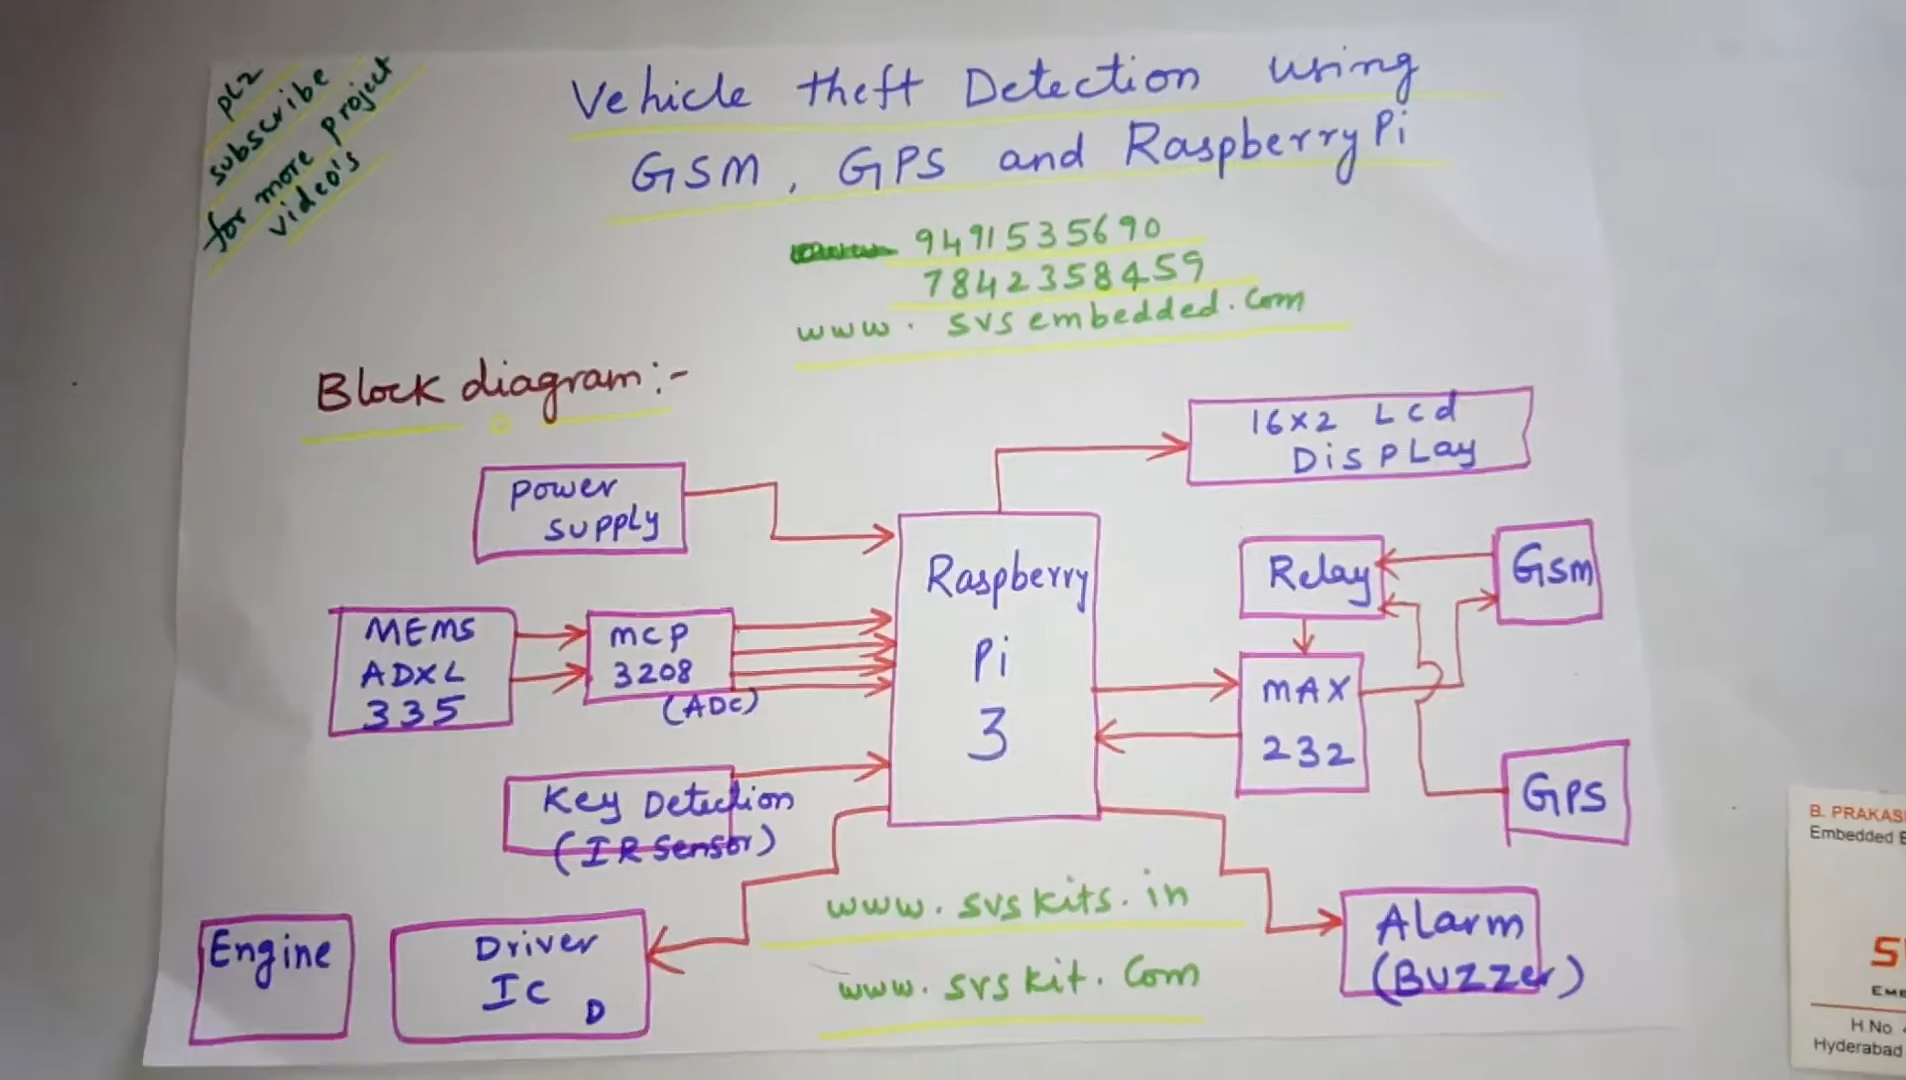 plz
subscribe
for more project
video's
Vehicle theft Detection using
GSM, GPS and Raspberry Pi
9491535690
7842358459
www. svsembedded.com
Block diagram:-
16x2 Lcd
Display
power
supply
Raspberry
Pi
3
Relay
Gsm
MEMS
ADXL
335
MCP
3208
(ADC)
MAX
232
GPS
Key Detection
(IR Sensor)
www.svskits.in
www.svskit.com
Engine
Driver
IC D
Alarm
(Buzzer)
B. PRAKAS
Embedded E
S
EMB
H.No
Hyderabad